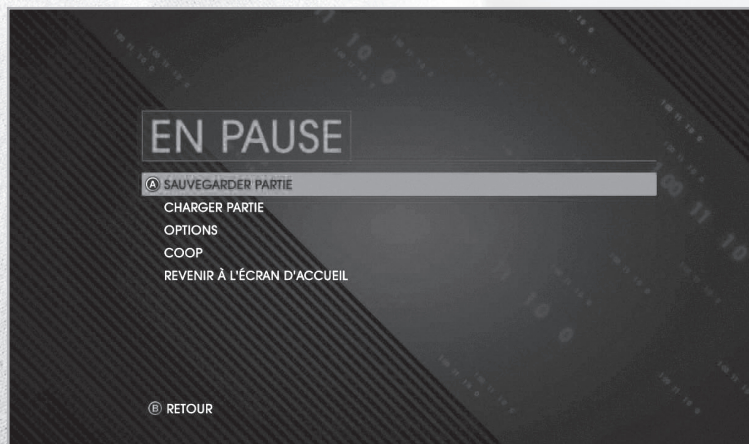 EN PAUSE
Ⓐ SAUVEGARDER PARTIE
CHARGER PARTIE
OPTIONS
COOP
REVENIR À L'ÉCRAN D'ACCUEIL
Ⓑ RETOUR